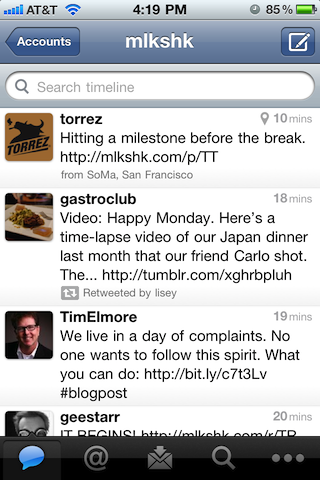 AT&T 4:19 PM 85%
Accounts mlkshk
Search timeline
TORREZ
torrez 10 mins
Hitting a milestone before the break.
http://mlkshk.com/p/TT
from SoMa, San Francisco
gastroclub 18 mins
Video: Happy Monday. Here's a
time-lapse video of our Japan dinner
last month that our friend Carlo shot.
The... http://tumblr.com/xghrbpluh
Retweeted by lisey
TimElmore 19 mins
We live in a day of complaints. No
one wants to follow this spirit. What
you can do: http://bit.ly/c7t3Lv
#blogpost
geestarr 20 mins
IT BEGINS! http://mlkshk.com/r/TR
@